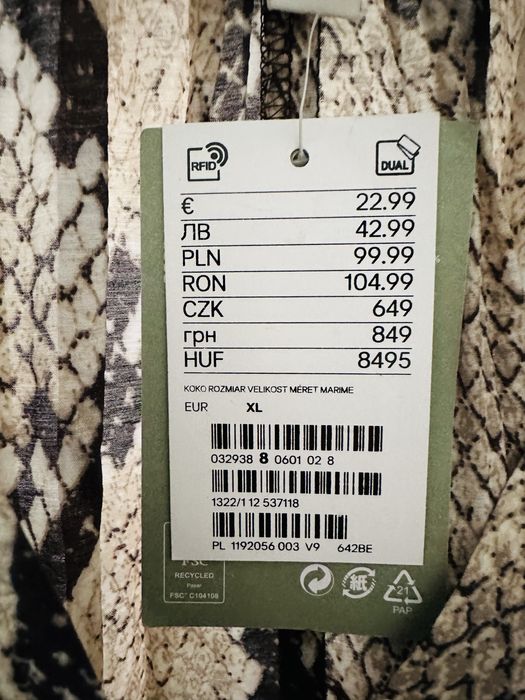 RFID DUAL
€ 22.99
ЛВ 42.99
PLN 99.99
RON 104.99
CZK 649
грн 849
HUF 8495
KOKO ROZMIAR VELIKOST MÉRET MARIME
EUR XL
032938 8 0601 02 8
1322/1 12 537118
PL 1192056 003 V9 642BE
FSC
RECYCLED
Paper
FSC® C104108
紙
21
PAP
%